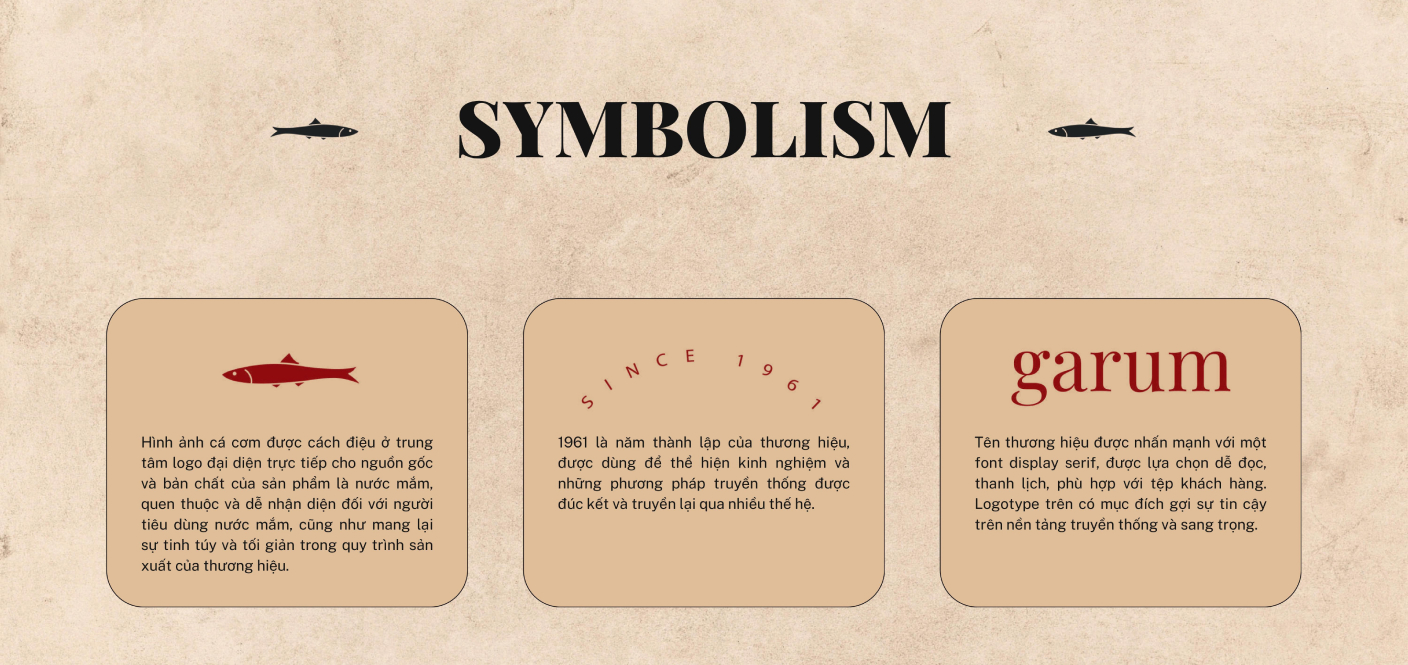 SYMBOLISM
Hình ảnh cá cơm được cách điệu ở trung
tâm logo đại diện trực tiếp cho nguồn gốc
và bản chất của sản phẩm là nước mắm,
quen thuộc và dễ nhận diện đối với người
tiêu dùng nước mắm, cũng như mang lại
sự tinh túy và tối giản trong quy trình sản
xuất của thương hiệu.
SINCE 1961
1961 là năm thành lập của thương hiệu,
được dùng để thể hiện kinh nghiệm và
những phương pháp truyền thống được
đúc kết và truyền lại qua nhiều thế hệ.
garum
Tên thương hiệu được nhấn mạnh với một
font display serif, được lựa chọn dễ đọc,
thanh lịch, phù hợp với tệp khách hàng.
Logotype trên có mục đích gợi sự tin cậy
trên nền tảng truyền thống và sang trọng.